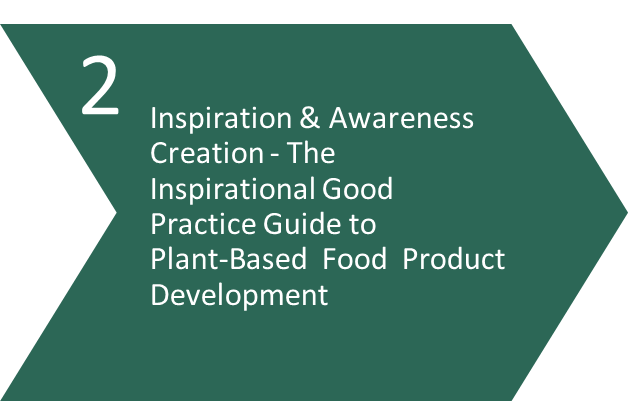 2
Inspiration & Awareness
Creation - The
Inspirational Good
Practice Guide to
Plant-Based Food Product
Development